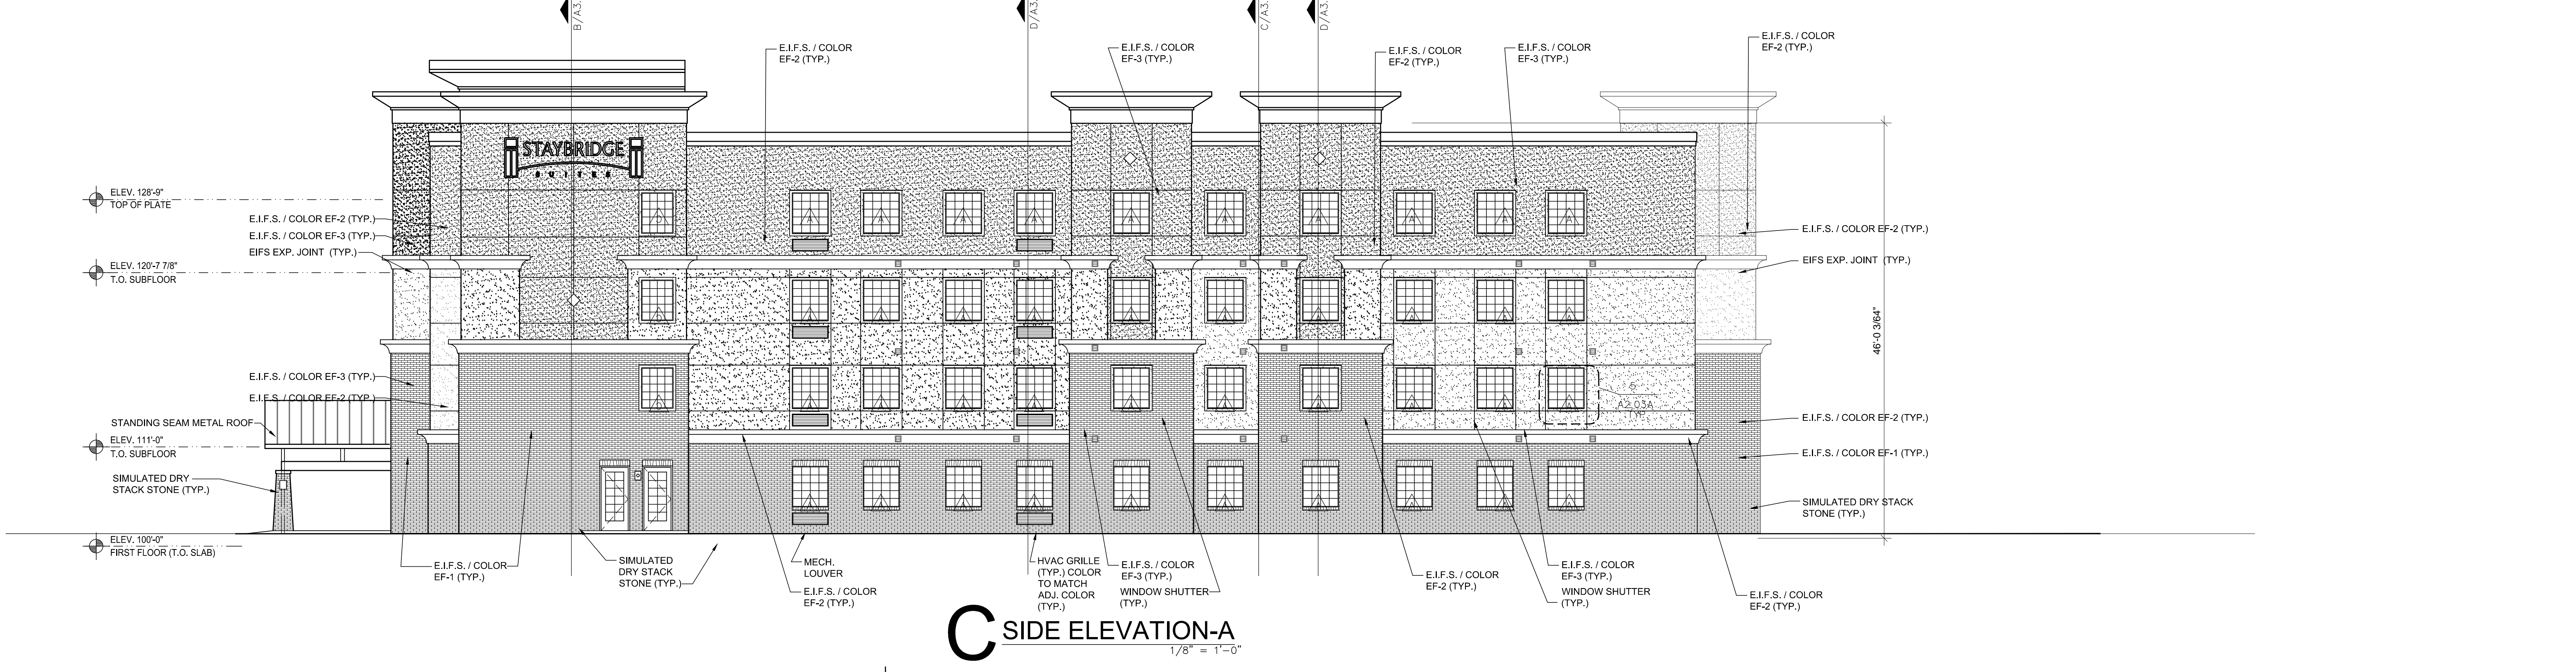 B/A3.
D/A3.
C/A3.
D/A3.
E.I.F.S. / COLOR
EF-2 (TYP.)
E.I.F.S. / COLOR
EF-3 (TYP.)
E.I.F.S. / COLOR
EF-2 (TYP.)
E.I.F.S. / COLOR
EF-3 (TYP.)
E.I.F.S. / COLOR
EF-2 (TYP.)
STAYBRIDGE
SUITES
ELEV. 128'-9"
TOP OF PLATE
E.I.F.S. / COLOR EF-2 (TYP.)
E.I.F.S. / COLOR EF-3 (TYP.)
EIFS EXP. JOINT (TYP.)
ELEV. 120'-7 7/8"
T.O. SUBFLOOR
E.I.F.S. / COLOR EF-3 (TYP.)
E.I.F.S. / COLOR EF-2 (TYP.)
STANDING SEAM METAL ROOF
ELEV. 111'-0"
T.O. SUBFLOOR
SIMULATED DRY
STACK STONE (TYP.)
ELEV. 100'-0"
FIRST FLOOR (T.O. SLAB)
D A A A A A A A A A A
D A A A A A A A A A A
D A A A A A A A A A A
A A A A A A A A A A
5
A2.03A
TYP
E.I.F.S. / COLOR EF-2 (TYP.)
EIFS EXP. JOINT (TYP.)
46'-0 3/64"
E.I.F.S. / COLOR EF-2 (TYP.)
E.I.F.S. / COLOR EF-1 (TYP.)
SIMULATED DRY STACK
STONE (TYP.)
E.I.F.S. / COLOR
EF-1 (TYP.)
SIMULATED
DRY STACK
STONE (TYP.)
MECH.
LOUVER
E.I.F.S. / COLOR
EF-2 (TYP.)
HVAC GRILLE
(TYP.) COLOR
TO MATCH
ADJ. COLOR
(TYP.)
E.I.F.S. / COLOR
EF-3 (TYP.)
WINDOW SHUTTER
(TYP.)
E.I.F.S. / COLOR
EF-2 (TYP.)
E.I.F.S. / COLOR
EF-3 (TYP.)
WINDOW SHUTTER
(TYP.)
E.I.F.S. / COLOR
EF-2 (TYP.)
C SIDE ELEVATION-A
1/8" = 1'-0"